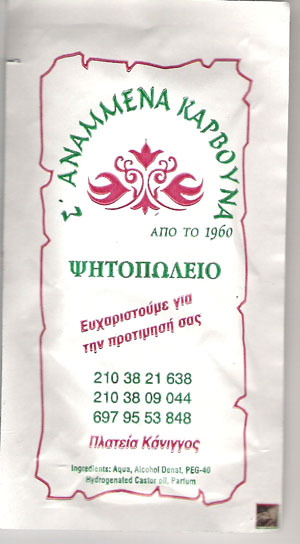 Σ΄ ΑΝΑΜΜΕΝΑ ΚΑΡΒΟΥΝΑ
ΑΠΟ ΤΟ 1960
ΨΗΤΟΠΩΛΕΙΟ
Ευχαριστούμε για
την προτίμησή σας
210 38 21 638
210 38 09 044
697 95 53 848
Πλατεία Κάνιγγος
Ingredients: Aqua, Alcohol Denat, PEG-40
Hydrogenated Castor oil, Parfum